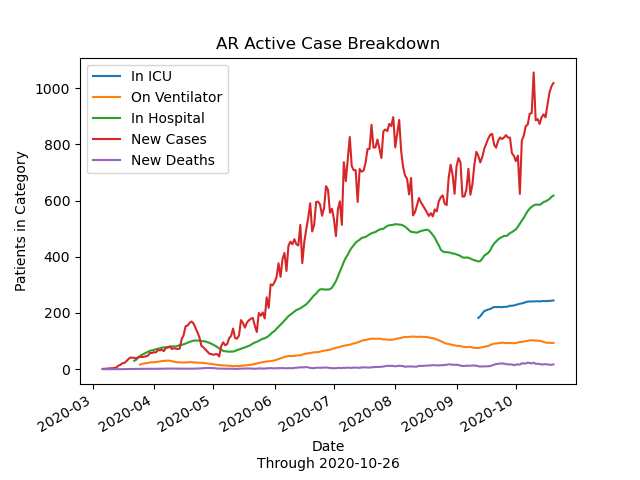 AR Active Case Breakdown
In ICU
On Ventilator
In Hospital
New Cases
New Deaths
Patients in Category
1000
800
600
400
200
0
2020-03
2020-04
2020-05
2020-06
2020-07
2020-08
2020-09
2020-10
Date
Through 2020-10-26